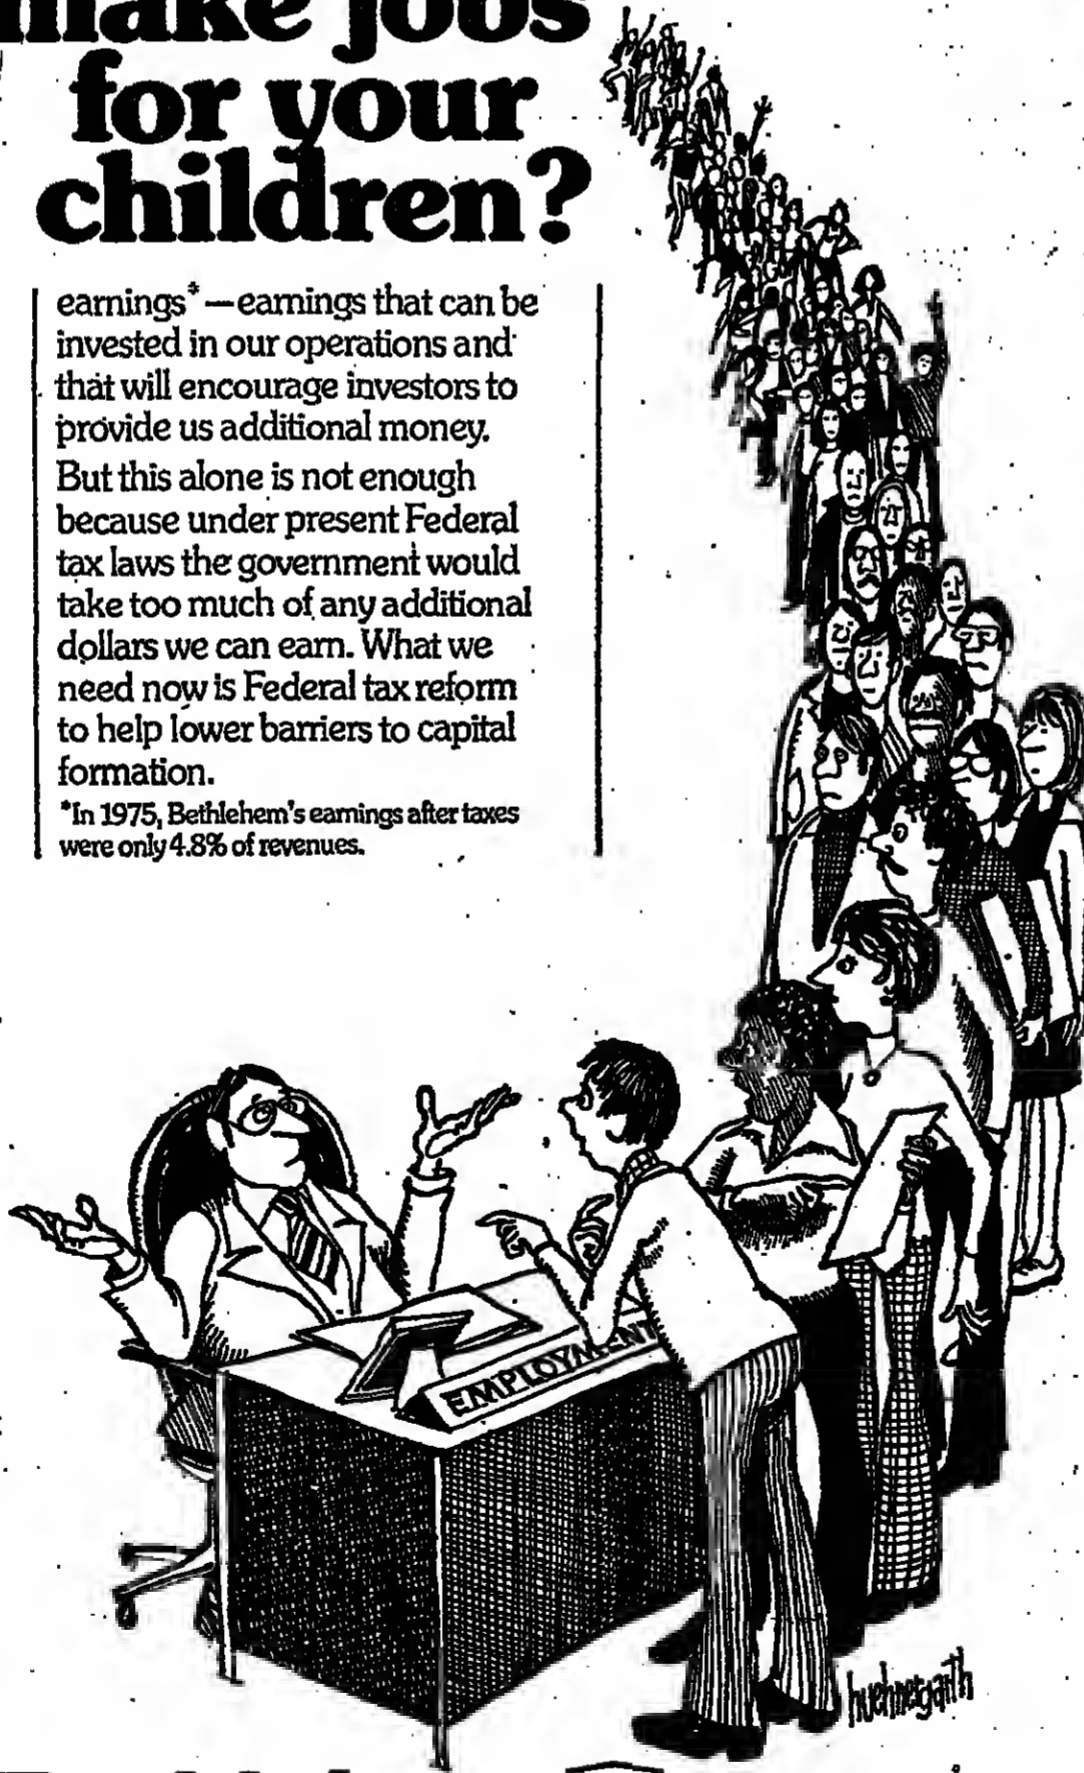 make jobs
for your
children?
earnings*—earnings that can be
invested in our operations and
that will encourage investors to
provide us additional money.
But this alone is not enough
because under present Federal
tax laws the government would
take too much of any additional
dollars we can earn. What we
need now is Federal tax reform
to help lower barriers to capital
formation.
*In 1975, Bethlehem's earnings after taxes
were only 4.8% of revenues.
EMPLOYMENT
huehnergarth